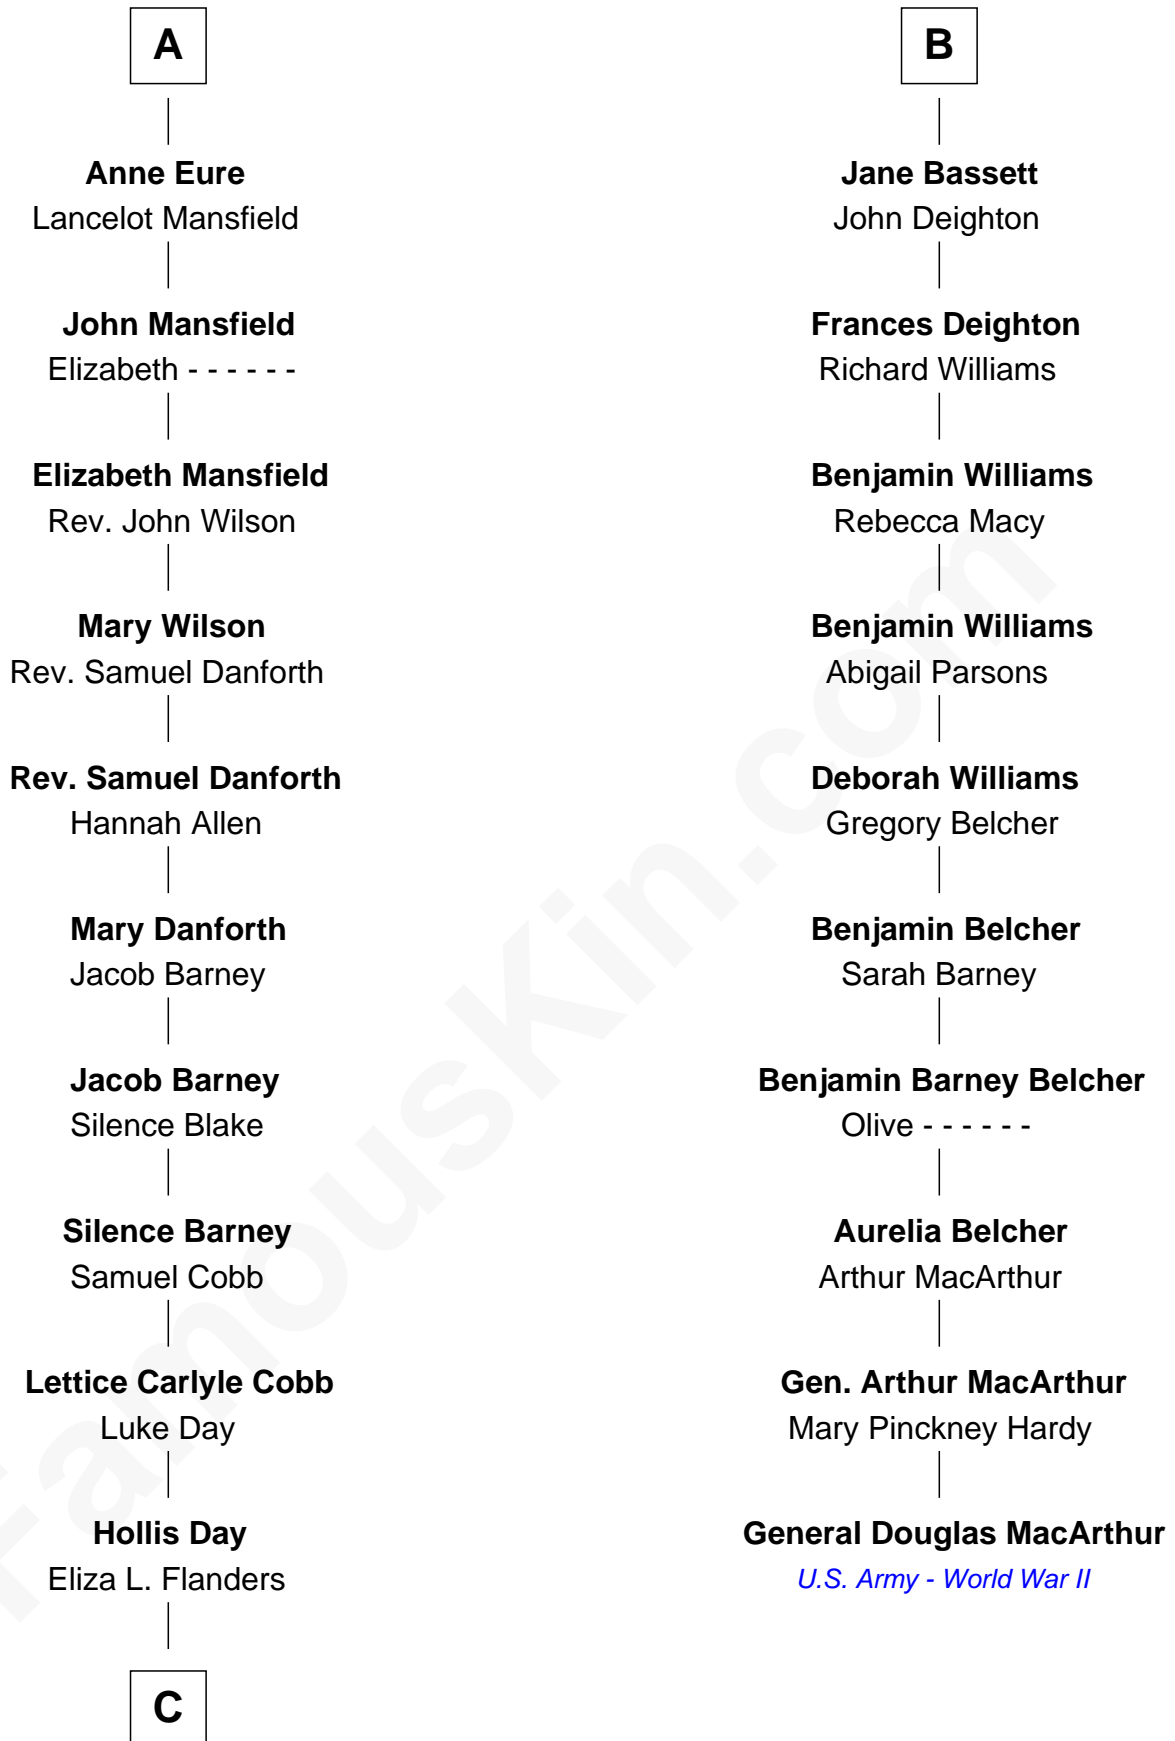 A
Anne Eure
Lancelot Mansfield
John Mansfield
Elizabeth - - - - - -
Elizabeth Mansfield
Rev. John Wilson
Mary Wilson
Rev. Samuel Danforth
Rev. Samuel Danforth
Hannah Allen
Mary Danforth
Jacob Barney
Jacob Barney
Silence Blake
Silence Barney
Samuel Cobb
Lettice Carlyle Cobb
Luke Day
Hollis Day
Eliza L. Flanders
C
B
Jane Bassett
John Deighton
Frances Deighton
Richard Williams
Benjamin Williams
Rebecca Macy
Benjamin Williams
Abigail Parsons
Deborah Williams
Gregory Belcher
Benjamin Belcher
Sarah Barney
Benjamin Barney Belcher
Olive - - - - - -
Aurelia Belcher
Arthur MacArthur
Gen. Arthur MacArthur
Mary Pinckney Hardy
General Douglas MacArthur
U.S. Army - World War II
FamousKin.com